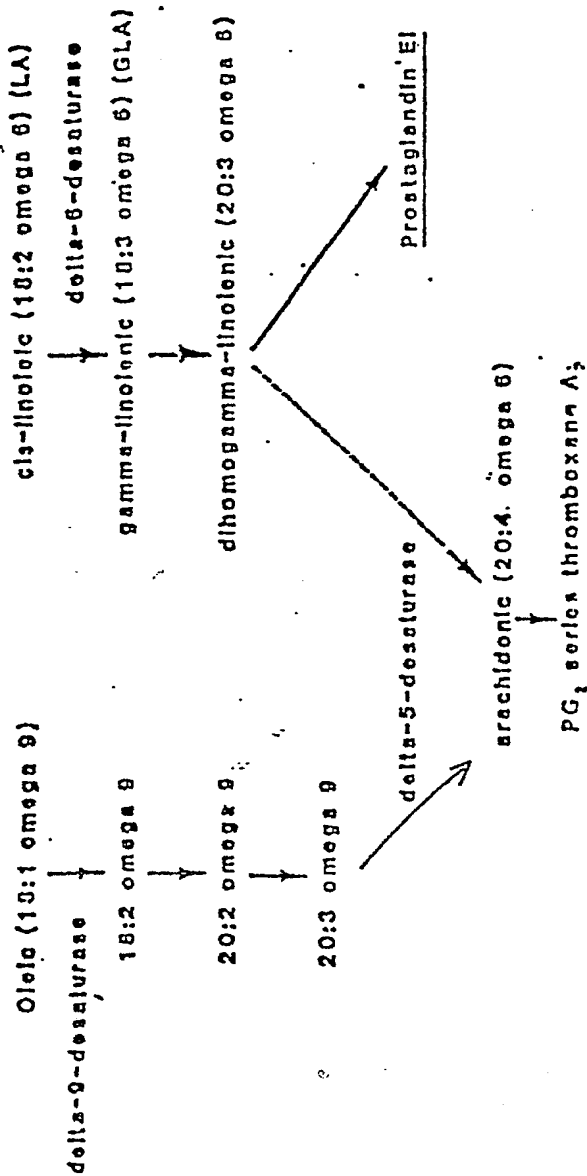 Oleic (18:1 omega 9)
delta-9-desaturase
18:2 omega 9
20:2 omega 9
20:3 omega 9
cis-linoleic (18:2 omega 6) (LA)
delta-6-desaturase
gamma-linolenic (18:3 omega 6) (GLA)
dihomogamma-linolenic (20:3 omega 6)
delta-5-desaturase
Prostaglandin E1
arachidonic (20:4. omega 6)
PG₂ series thromboxane A₂